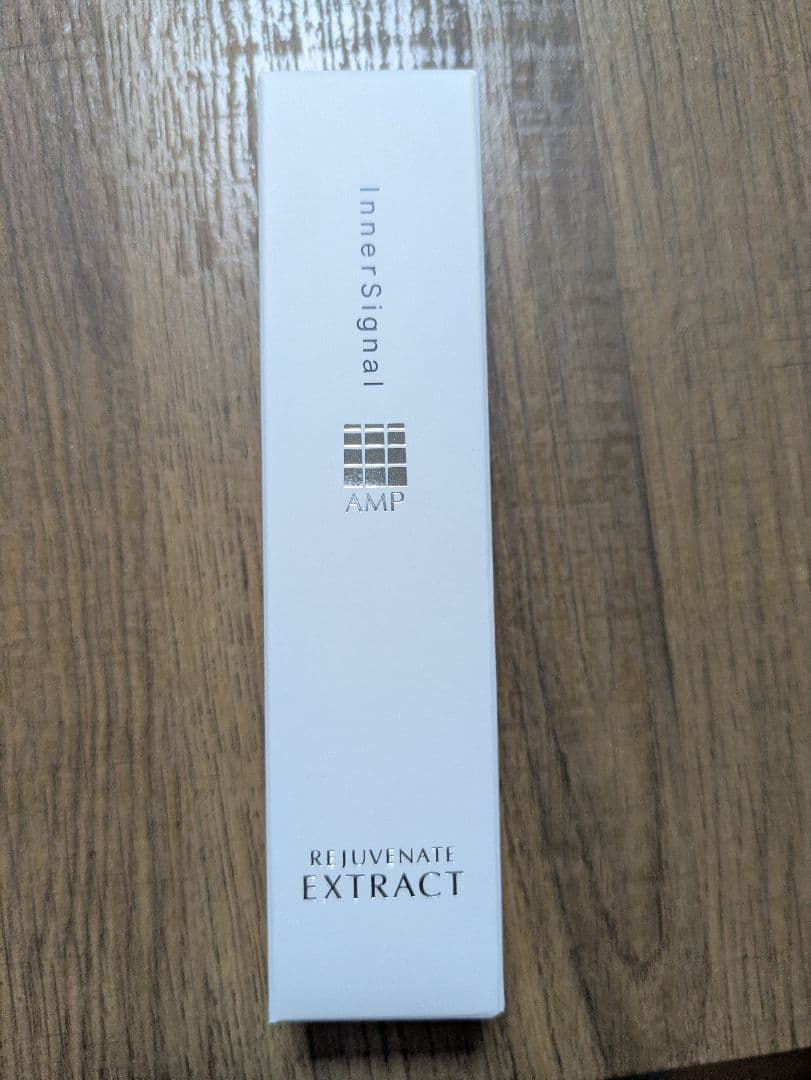 InnerSignal
AMP
REJUVENATE
EXTRACT